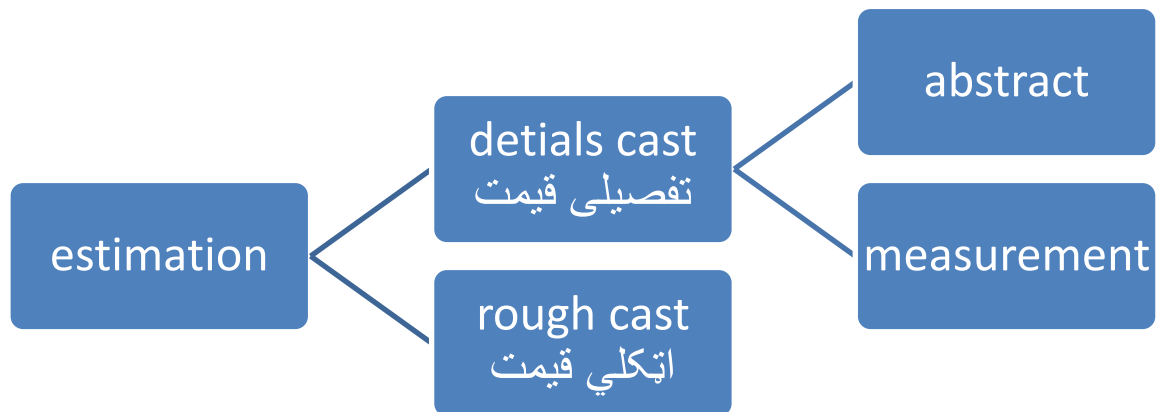 estimation
detials cast
تفصیلی قیمت
rough cast
اټکلي قیمت
abstract
measurement